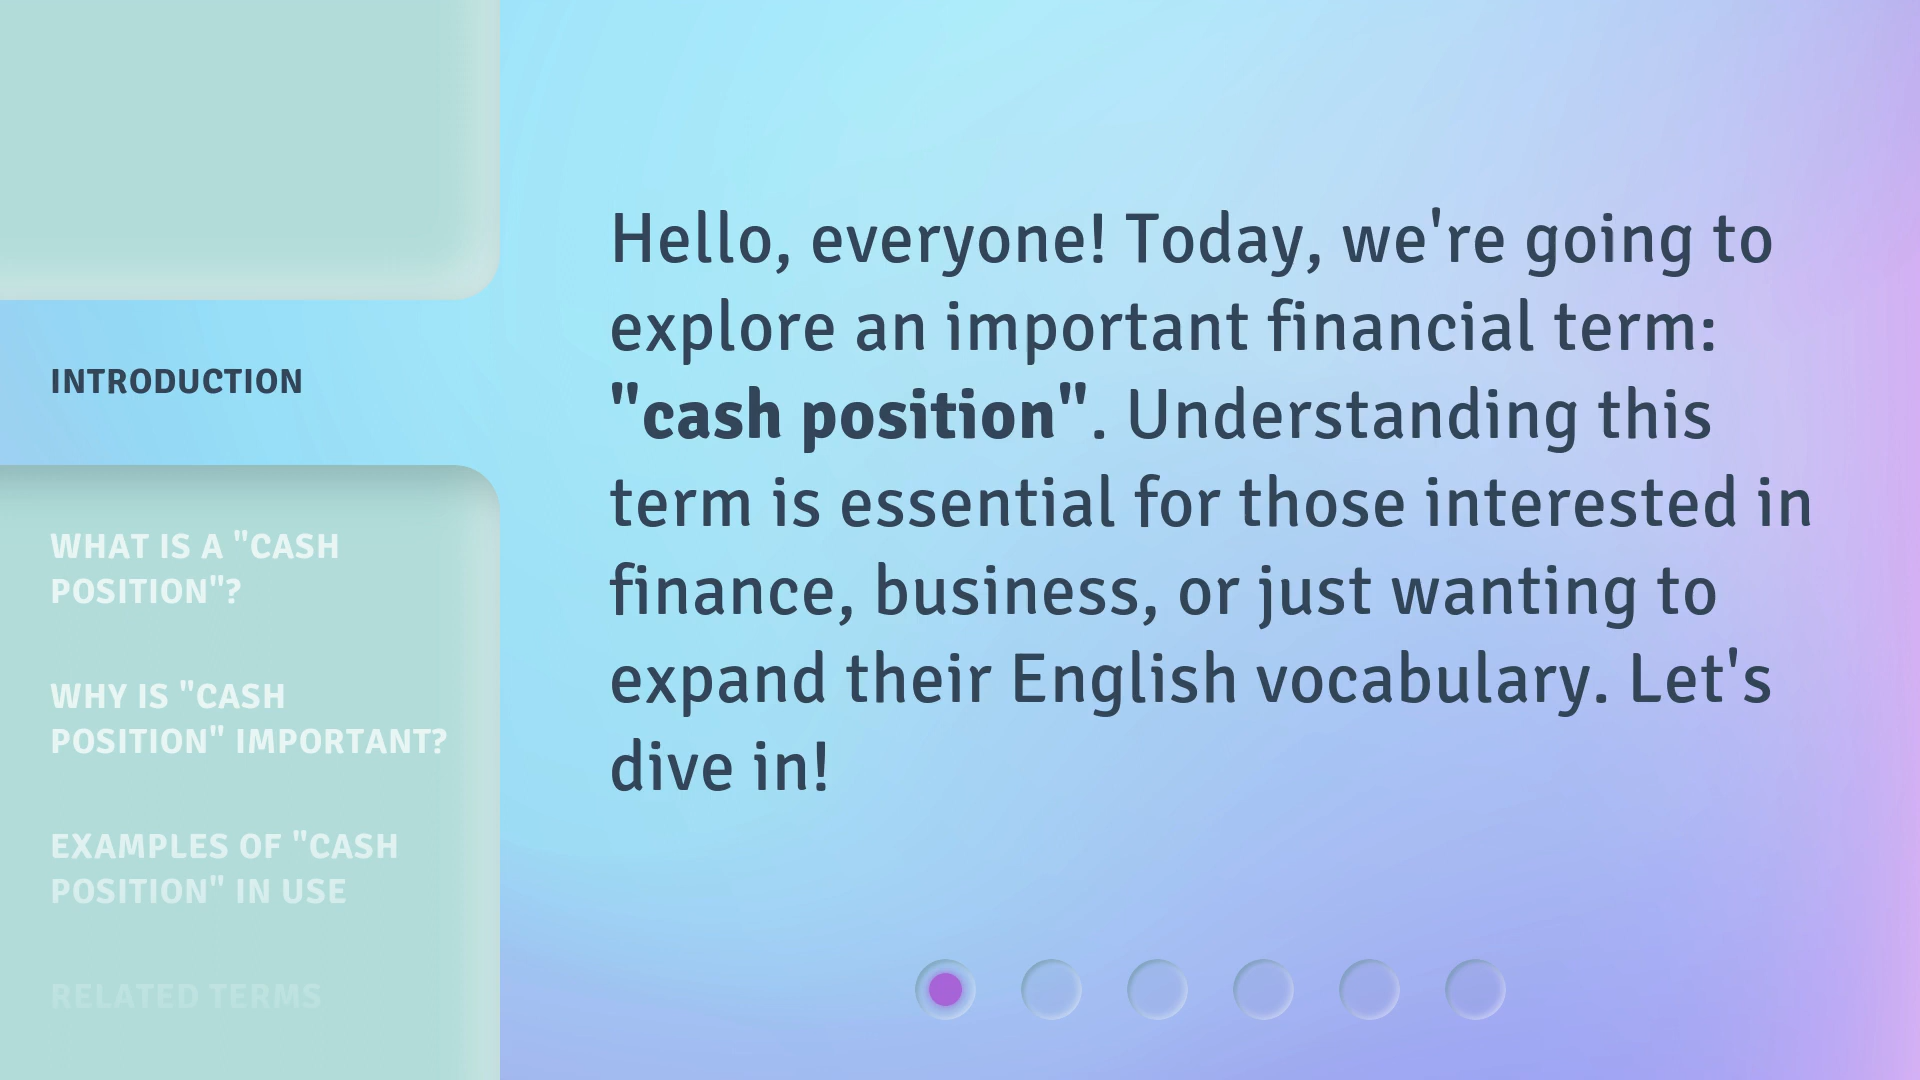 INTRODUCTION
WHAT IS A "CASH
POSITION"?
WHY IS "CASH
POSITION" IMPORTANT?
EXAMPLES OF "CASH
POSITION" IN USE
RELATED TERMS
Hello, everyone! Today, we're going to
explore an important financial term:
"cash position". Understanding this
term is essential for those interested in
finance, business, or just wanting to
expand their English vocabulary. Let's
dive in!